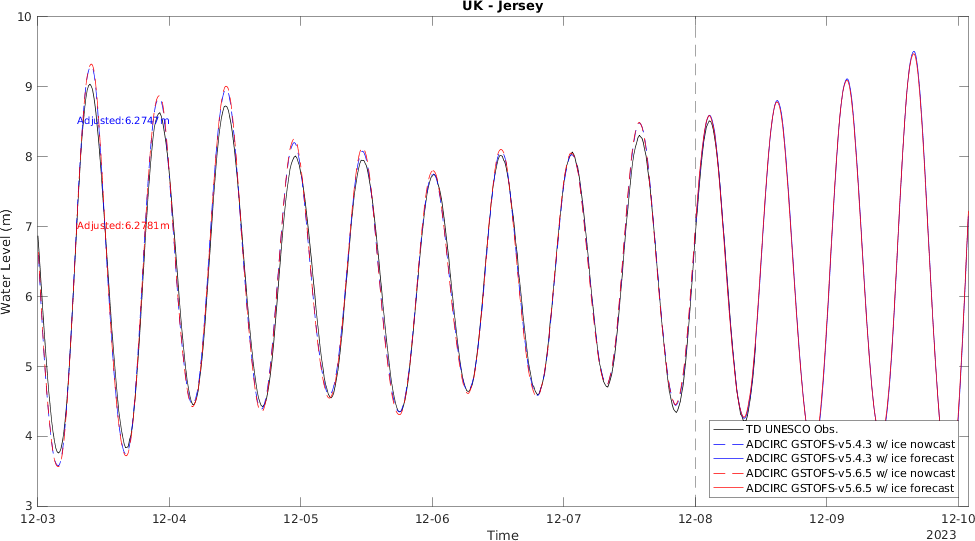 UK - Jersey
10
9
8
7
6
5
4
3
Water Level (m)
Adjusted:6.2747m
Adjusted:6.2781m
TD UNESCO Obs.
ADCIRC GSTOFS-v5.4.3 w/ ice nowcast
ADCIRC GSTOFS-v5.4.3 w/ ice forecast
ADCIRC GSTOFS-v5.6.5 w/ ice nowcast
ADCIRC GSTOFS-v5.6.5 w/ ice forecast
12-03 12-04 12-05 12-06 12-07 12-08 12-09 12-10
Time
2023